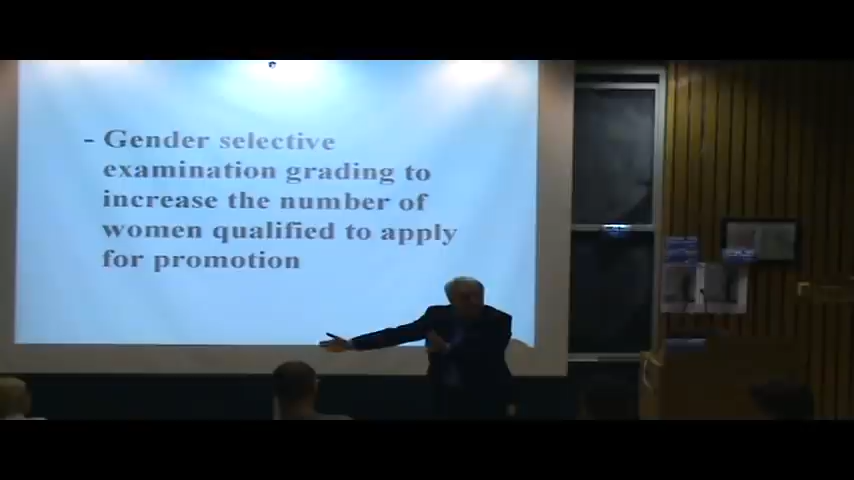 - Gender selective
examination grading to
increase the number of
women qualified to apply
for promotion